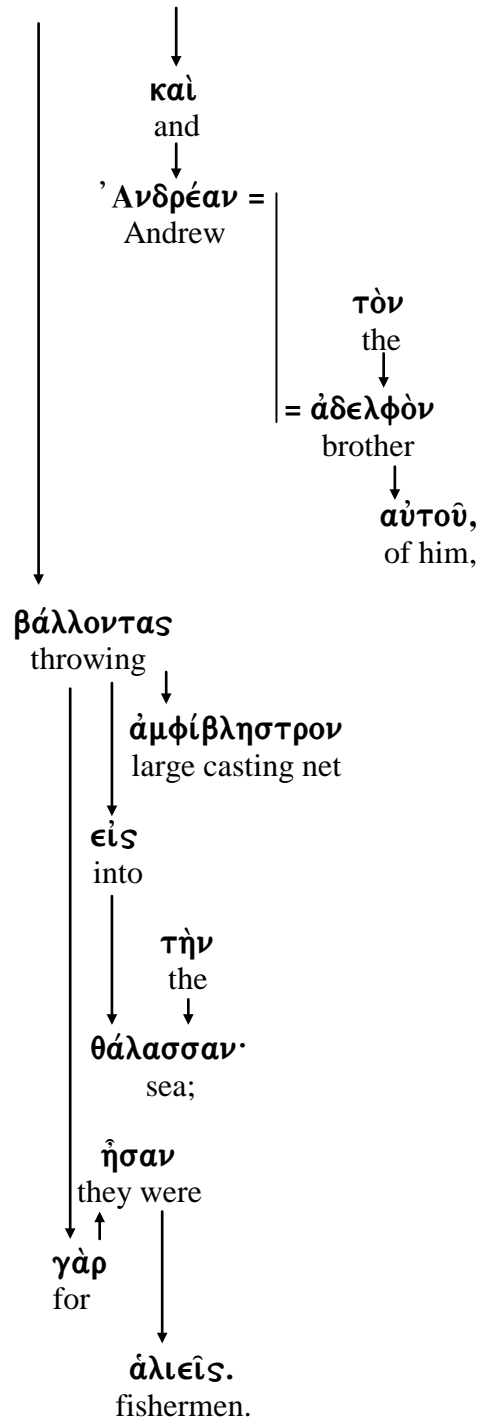 καὶ
and
Ἀνδρέαν =
Andrew
τὸν
the
= ἀδελφὸν
brother
αὐτοῦ,
of him,
βάλλοντας
throwing
ἀμφίβληστρον
large casting net
εἰς
into
τὴν
the
θάλασσαν·
sea;
ἦσαν
they were
γὰρ
for
ἁλιεῖς.
fishermen.